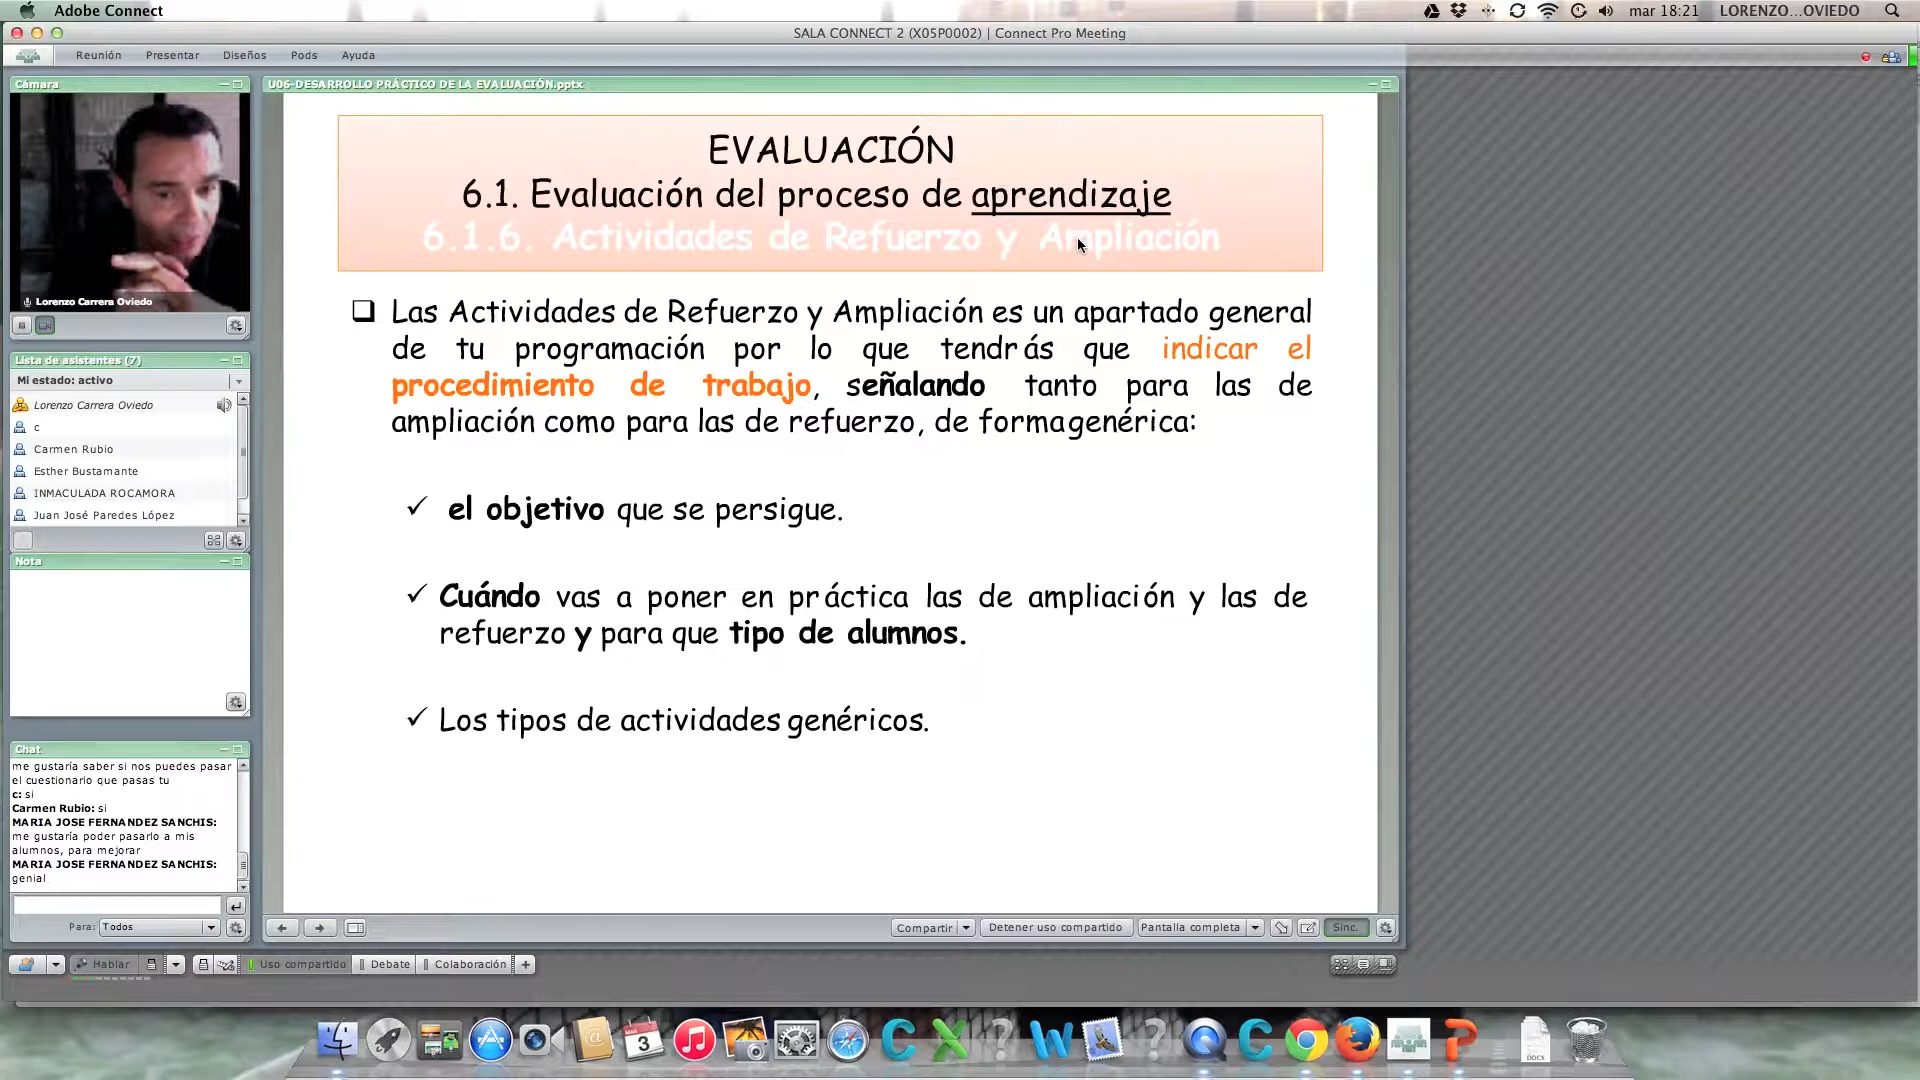 Adobe Connect
mar 18:21 LORENZO...OVIEDO
SALA CONNECT 2 (X05P0002) | Connect Pro Meeting
Reunión Presentar Diseños Pods Ayuda
Cámara
Lorenzo Carrera Oviedo
Lista de asistentes (7)
Mi estado: activo
Lorenzo Carrera Oviedo
c
Carmen Rubio
Esther Bustamante
INMACULADA ROCAMORA
Juan José Paredes López
Nota
Chat
me gustaría saber si nos puedes pasar
el cuestionario que pasas tu
c: si
Carmen Rubio: si
MARIA JOSE FERNANDEZ SANCHIS:
me gustaría poder pasarlo a mis
alumnos, para mejorar
MARIA JOSE FERNANDEZ SANCHIS:
genial
Para: Todos
U06-DESARROLLO PRÁCTICO DE LA EVALUACIÓN.pptx
EVALUACIÓN
6.1. Evaluación del proceso de aprendizaje
6.1.6. Actividades de Refuerzo y Ampliación
Las Actividades de Refuerzo y Ampliación es un apartado general
de tu programación por lo que tendrás que indicar el
procedimiento de trabajo, señalando tanto para las de
ampliación como para las de refuerzo, de forma genérica:
✓ el objetivo que se persigue.
✓ Cuándo vas a poner en práctica las de ampliación y las de
refuerzo y para que tipo de alumnos.
✓ Los tipos de actividades genéricos.
Compartir Detener uso compartido Pantalla completa Sinc.
Hablar Uso compartido Debate Colaboración +
MAR
3
DOCX